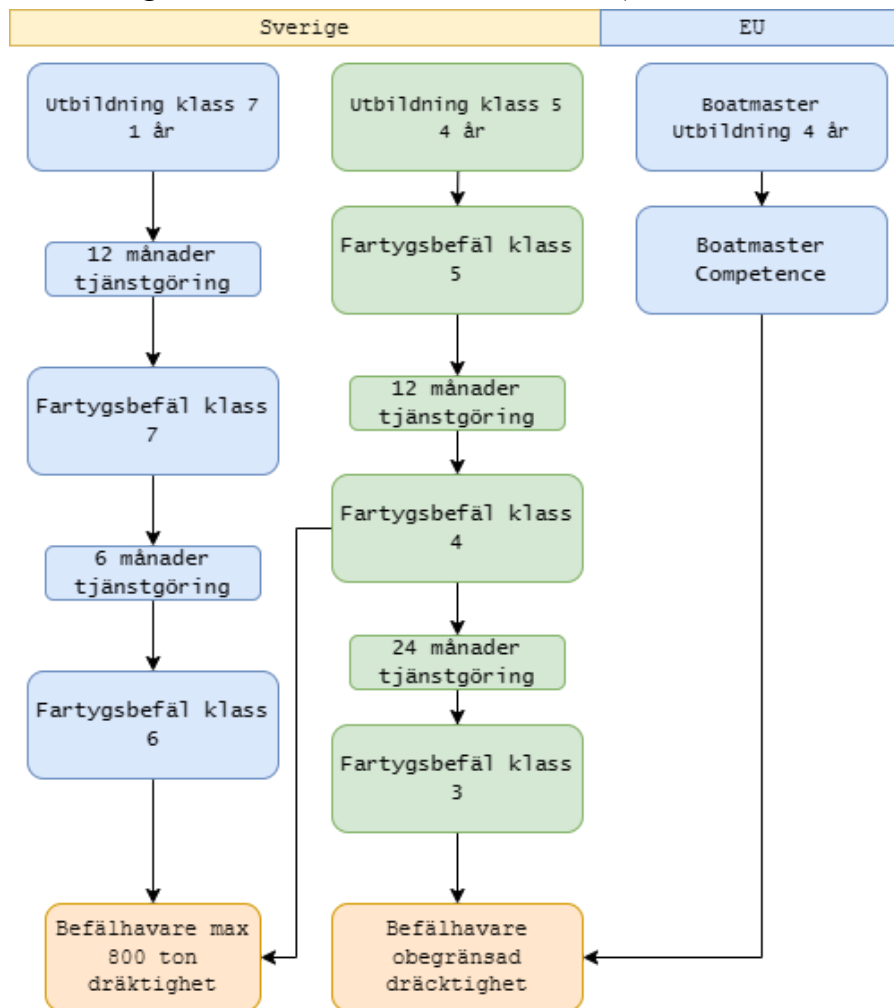 Sverige
EU
Utbildning klass 7
1 år
12 månader
tjänstgöring
Fartygsbefäl klass
7
6 månader
tjänstgöring
Fartygsbefäl klass
6
Befälhavare max
800 ton
dräktighet
Utbildning klass 5
4 år
Fartygsbefäl klass
5
12 månader
tjänstgöring
Fartygsbefäl klass
4
24 månader
tjänstgöring
Fartygsbefäl klass
3
Befälhavare
obegränsad
dräcktighet
Boatmaster
Utbildning 4 år
Boatmaster
Competence